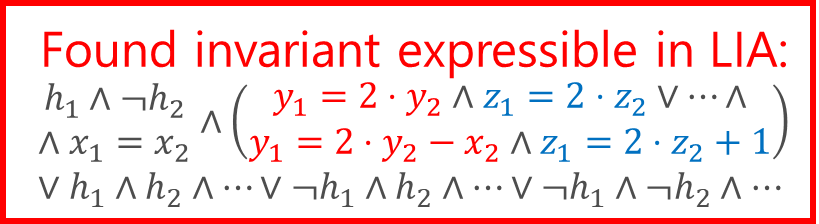 Found invariant expressible in LIA:
h₁ ∧ ¬h₂ ∧ ( y₁ = 2 · y₂ ∧ z₁ = 2 · z₂ ∨ ⋯ ∧
∧ x₁ = x₂ y₁ = 2 · y₂ − x₂ ∧ z₁ = 2 · z₂ + 1 )
∨ h₁ ∧ h₂ ∧ ⋯ ∨ ¬h₁ ∧ h₂ ∧ ⋯ ∨ ¬h₁ ∧ ¬h₂ ∧ ⋯